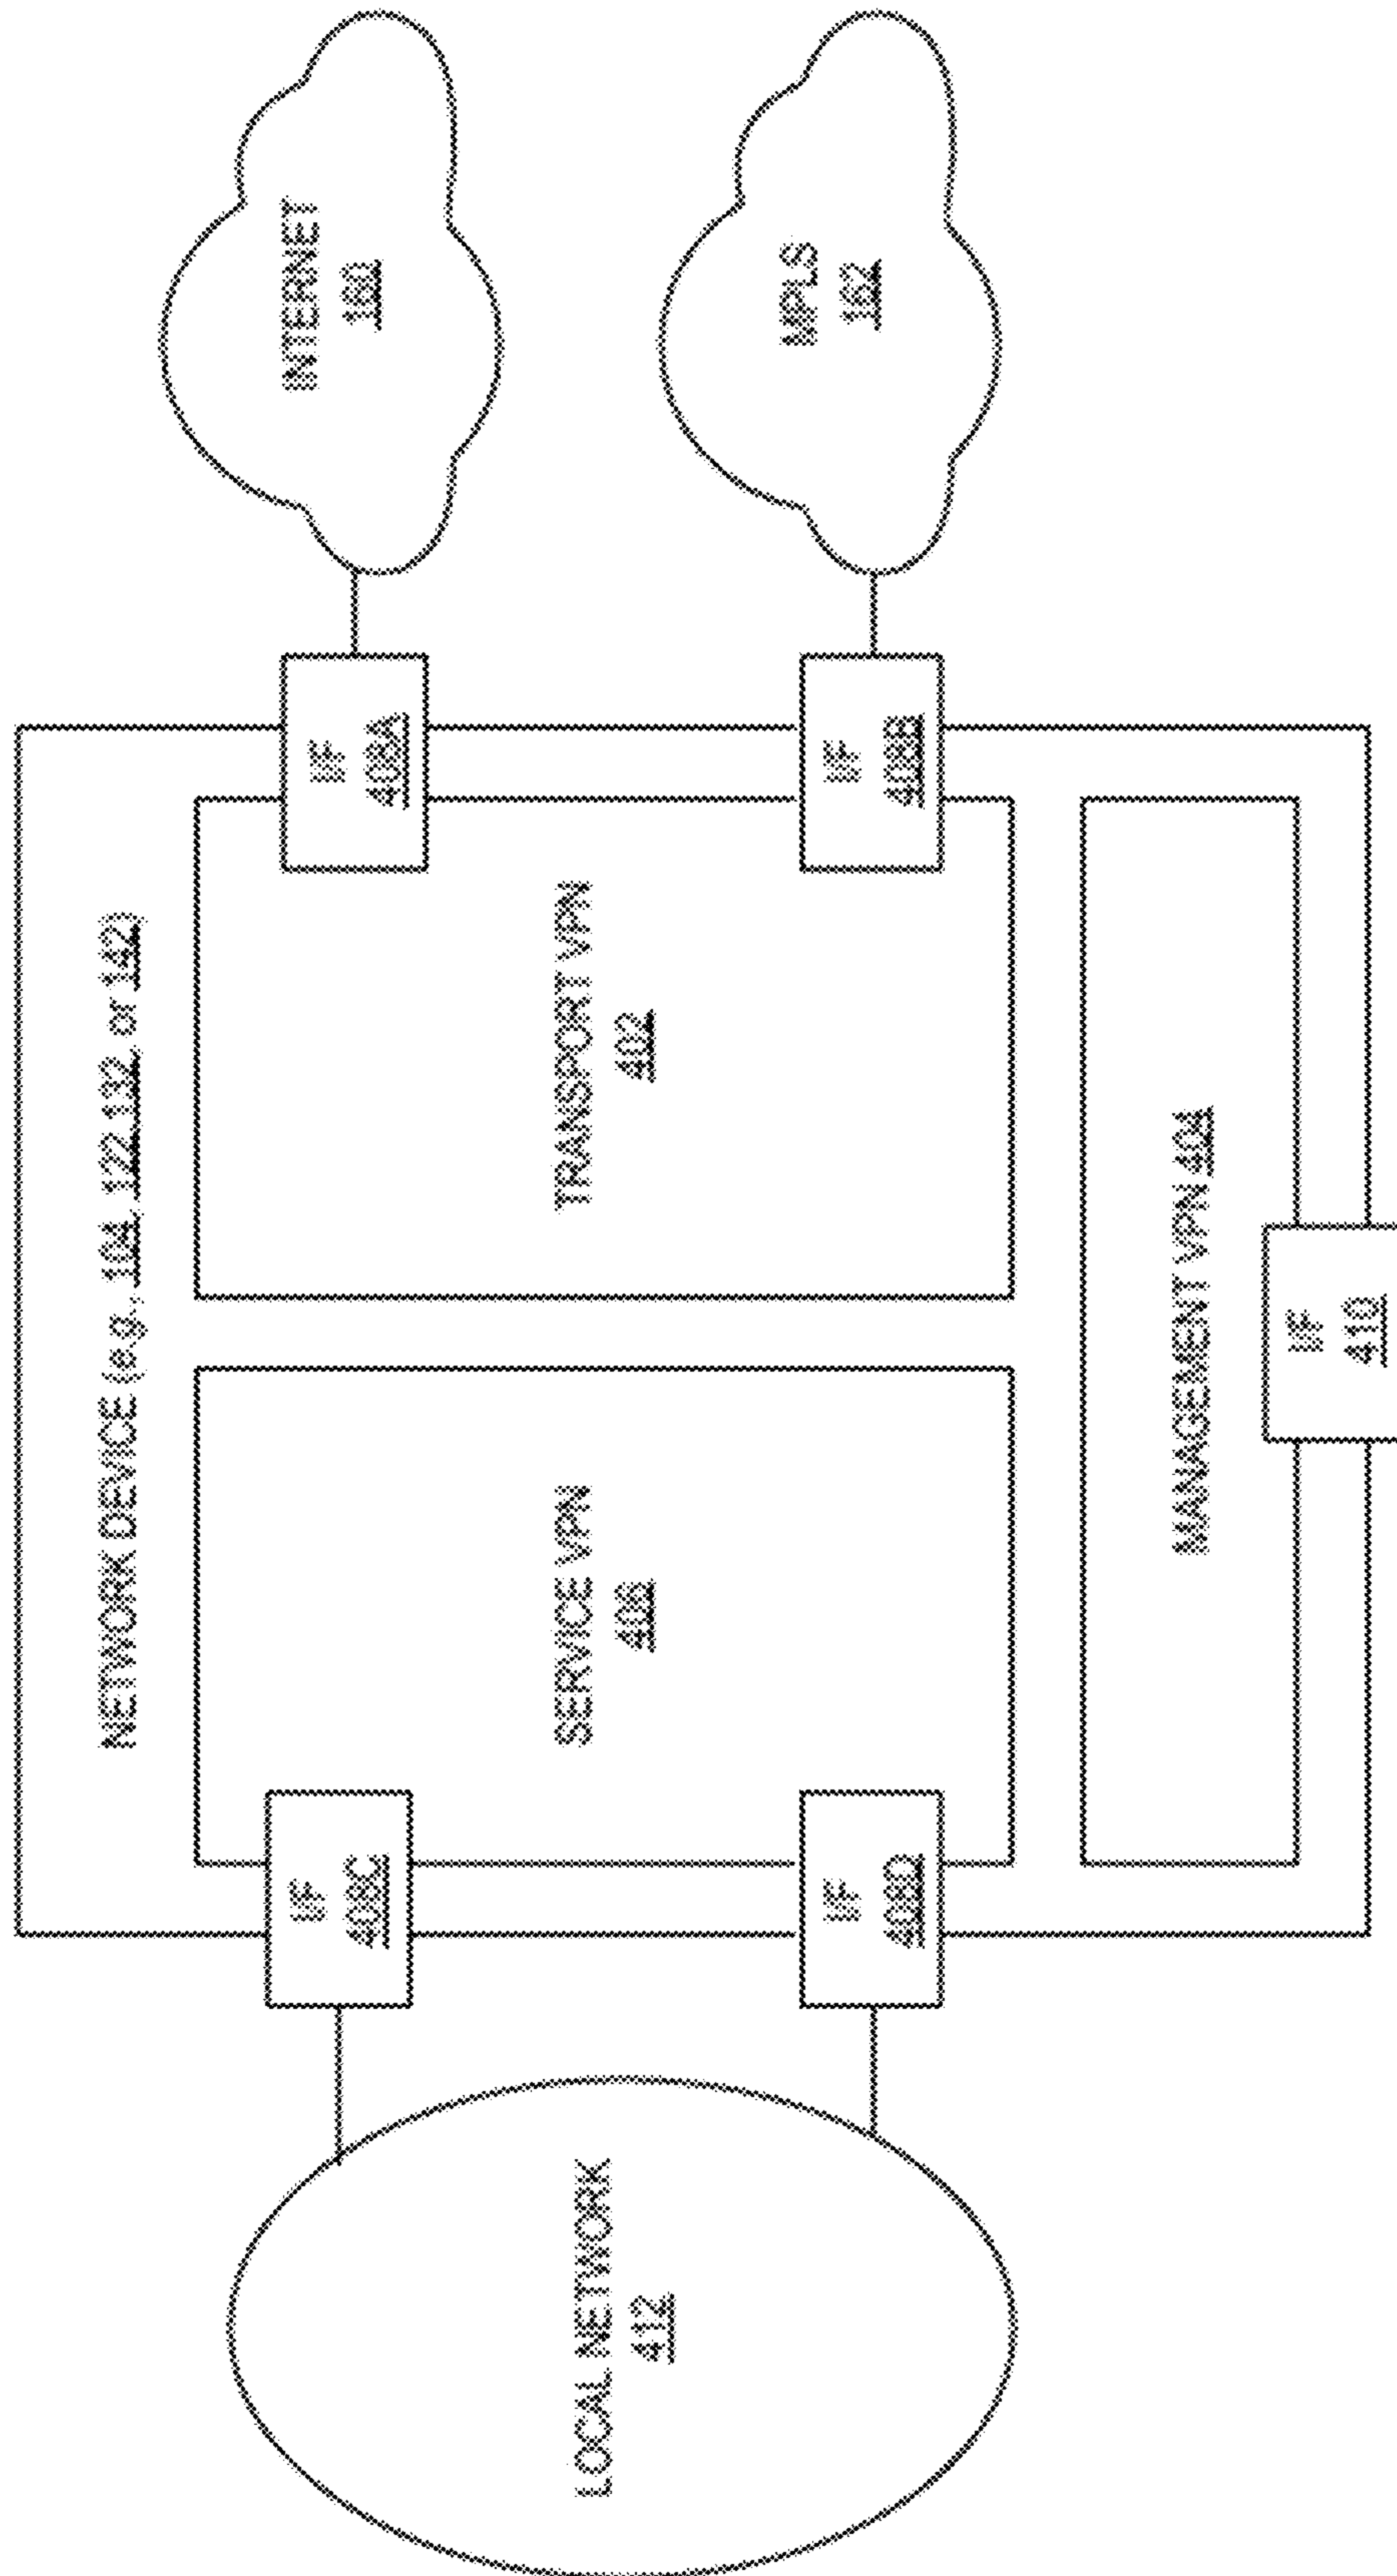 NETWORK DEVICE (e.g., 104, 122, 132, or 142)
LOCAL NETWORK
412
I/F
408C
I/F
408D
SERVICE VPN
406
TRANSPORT VPN
402
I/F
408A
I/F
408B
INTERNET
160
MPLS
162
MANAGEMENT VPN 404
I/F
410